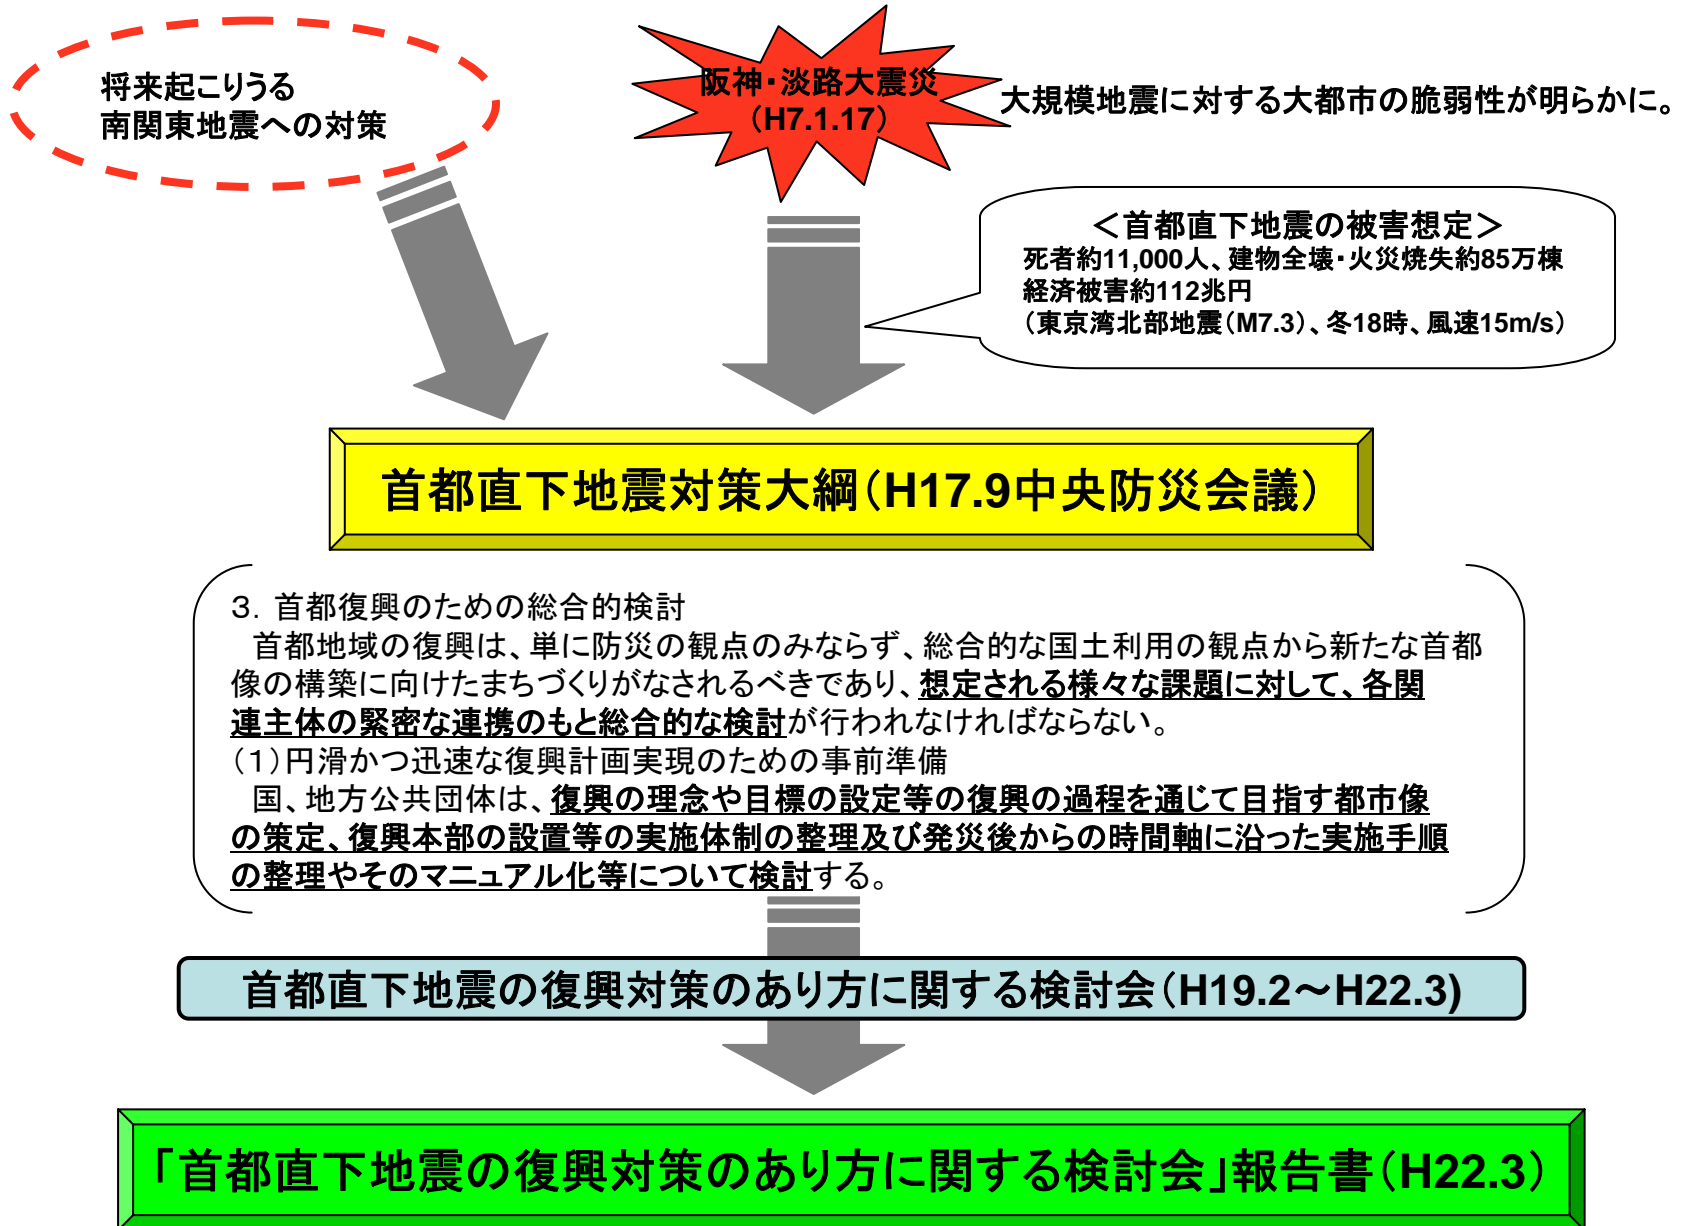 将来起こりうる
南関東地震への対策
阪神・淡路大震災
(H7.1.17)
大規模地震に対する大都市の脆弱性が明らかに。
＜首都直下地震の被害想定＞
死者約11,000人、建物全壊・火災焼失約85万棟
経済被害約112兆円
（東京湾北部地震（M7.3）、冬18時、風速15m/s）
首都直下地震対策大綱（H17.9中央防災会議）
３．首都復興のための総合的検討
首都地域の復興は、単に防災の観点のみならず、総合的な国土利用の観点から新たな首都
像の構築に向けたまちづくりがなされるべきであり、想定される様々な課題に対して、各関
連主体の緊密な連携のもと総合的な検討が行われなければならない。
（１）円滑かつ迅速な復興計画実現のための事前準備
国、地方公共団体は、復興の理念や目標の設定等の復興の過程を通じて目指す都市像
の策定、復興本部の設置等の実施体制の整理及び発災後からの時間軸に沿った実施手順
の整理やそのマニュアル化等について検討する。
首都直下地震の復興対策のあり方に関する検討会（H19.2～H22.3)
「首都直下地震の復興対策のあり方に関する検討会」報告書（H22.3）